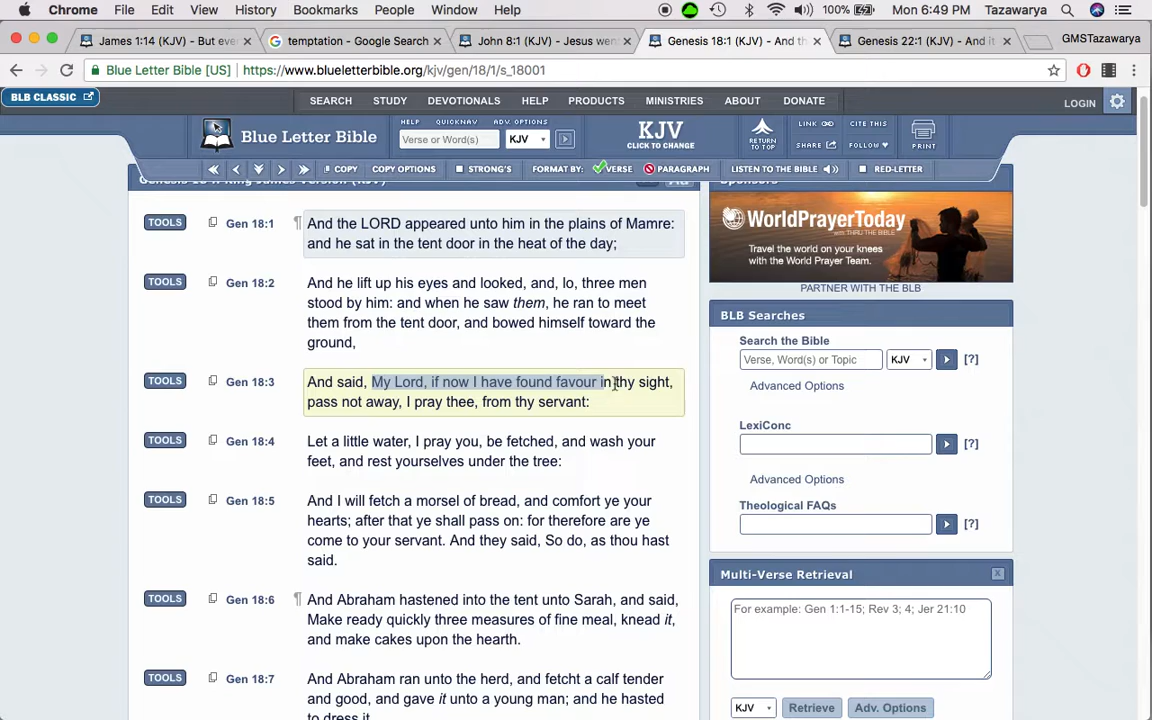 Chrome File Edit View History Bookmarks People Window Help 100% Mon 6:49 PM Tazawarya
James 1:14 (KJV) - But eve × temptation - Google Search × John 8:1 (KJV) - Jesus went × Genesis 18:1 (KJV) - And th × Genesis 22:1 (KJV) - And it × GMSTazawarya
Blue Letter Bible [US] https://www.blueletterbible.org/kjv/gen/18/1/s_18001
BLB CLASSIC
SEARCH STUDY DEVOTIONALS HELP PRODUCTS MINISTRIES ABOUT DONATE LOGIN
Blue Letter Bible
HELP QUICKNAV ADV. OPTIONS
Verse or Word(s) KJV
KJV
CLICK TO CHANGE
RETURN TO TOP
LINK CITE THIS
SHARE FOLLOW
PRINT
COPY COPY OPTIONS STRONG'S FORMAT BY: VERSE PARAGRAPH LISTEN TO THE BIBLE RED-LETTER
TOOLS Gen 18:1 ¶ And the LORD appeared unto him in the plains of Mamre:
and he sat in the tent door in the heat of the day;
TOOLS Gen 18:2 And he lift up his eyes and looked, and, lo, three men
stood by him: and when he saw them, he ran to meet
them from the tent door, and bowed himself toward the
ground,
TOOLS Gen 18:3 And said, My Lord, if now I have found favour in thy sight,
pass not away, I pray thee, from thy servant:
TOOLS Gen 18:4 Let a little water, I pray you, be fetched, and wash your
feet, and rest yourselves under the tree:
TOOLS Gen 18:5 And I will fetch a morsel of bread, and comfort ye your
hearts; after that ye shall pass on: for therefore are ye
come to your servant. And they said, So do, as thou hast
said.
TOOLS Gen 18:6 ¶ And Abraham hastened into the tent unto Sarah, and said,
Make ready quickly three measures of fine meal, knead it,
and make cakes upon the hearth.
TOOLS Gen 18:7 And Abraham ran unto the herd, and fetcht a calf tender
and good, and gave it unto a young man; and he hasted
to dress it.
Sponsors
WorldPrayerToday
with THRU the BIBLE
Travel the world on your knees
with the World Prayer Team.
PARTNER WITH THE BLB
BLB Searches
Search the Bible
Verse, Word(s) or Topic KJV [?]
Advanced Options
LexiConc
[?]
Advanced Options
Theological FAQs
[?]
Multi-Verse Retrieval x
For example: Gen 1:1-15; Rev 3; 4; Jer 21:10
KJV Retrieve Adv. Options